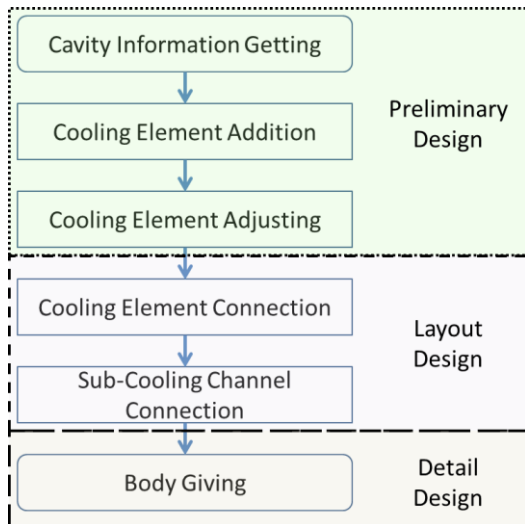 Cavity Information Getting
Cooling Element Addition
Cooling Element Adjusting
Preliminary
Design
Cooling Element Connection
Sub-Cooling Channel
Connection
Layout
Design
Body Giving
Detail
Design